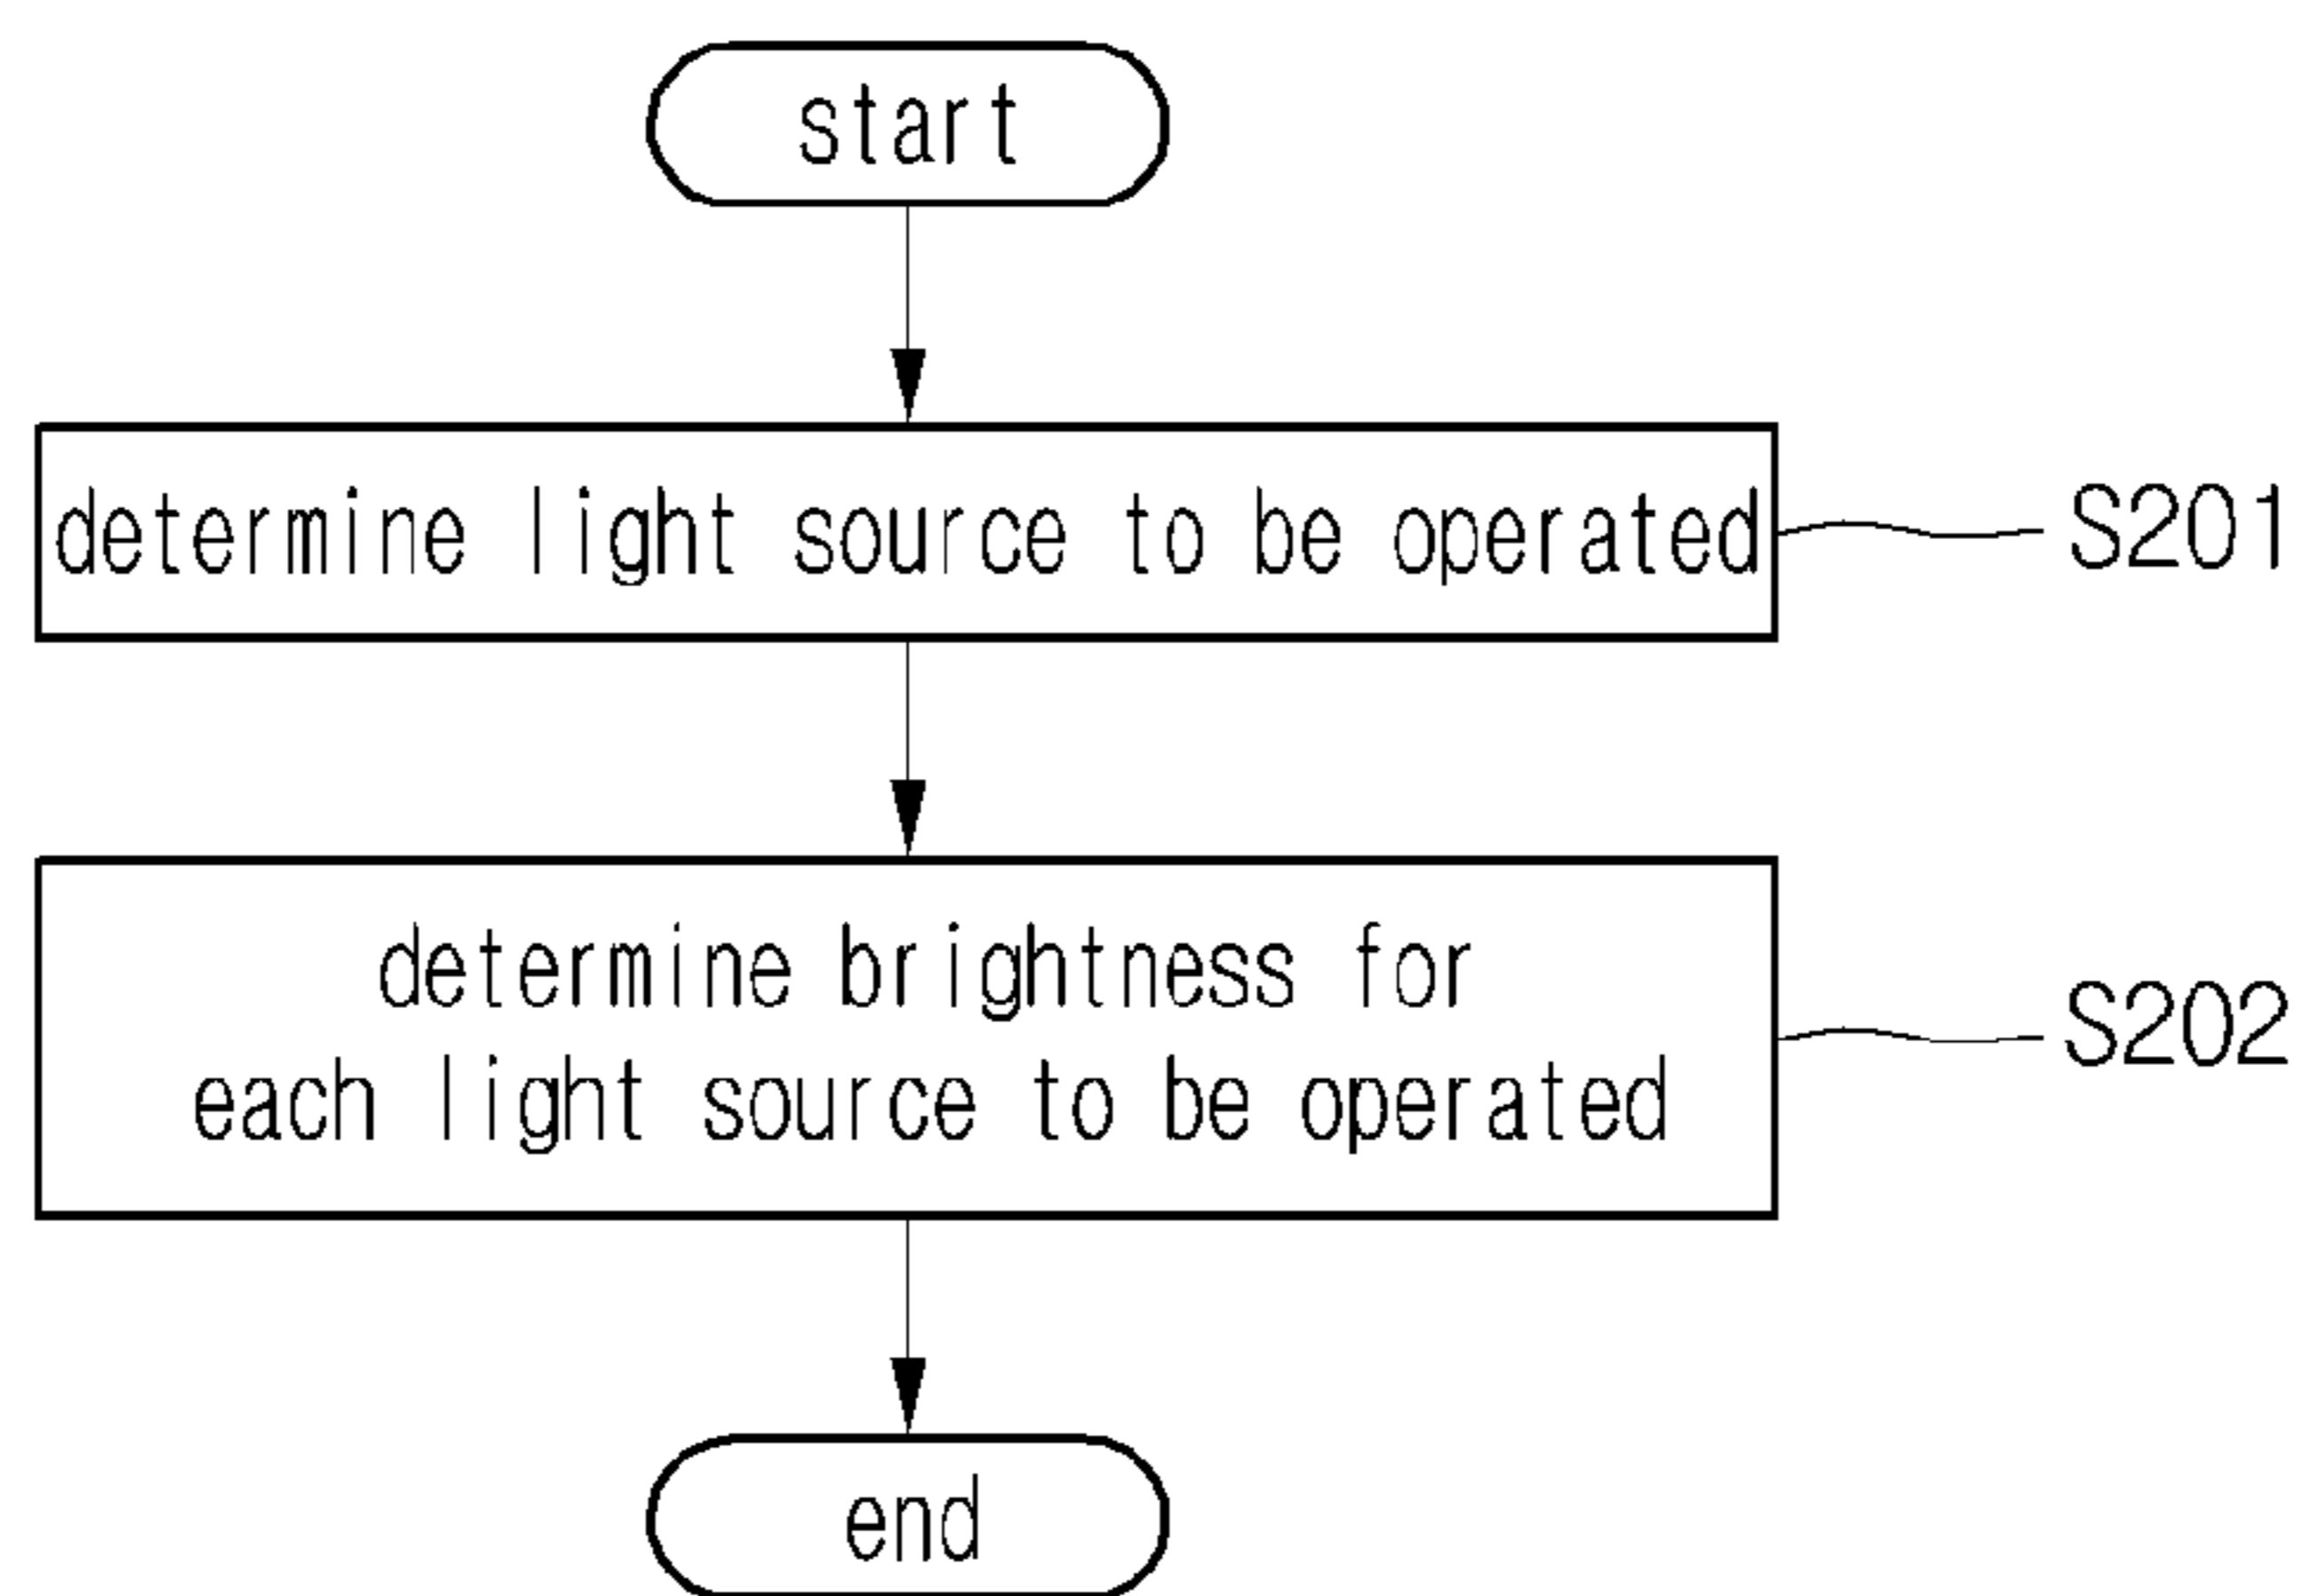 start
determine light source to be operated
S201
determine brightness for
each light source to be operated
S202
end